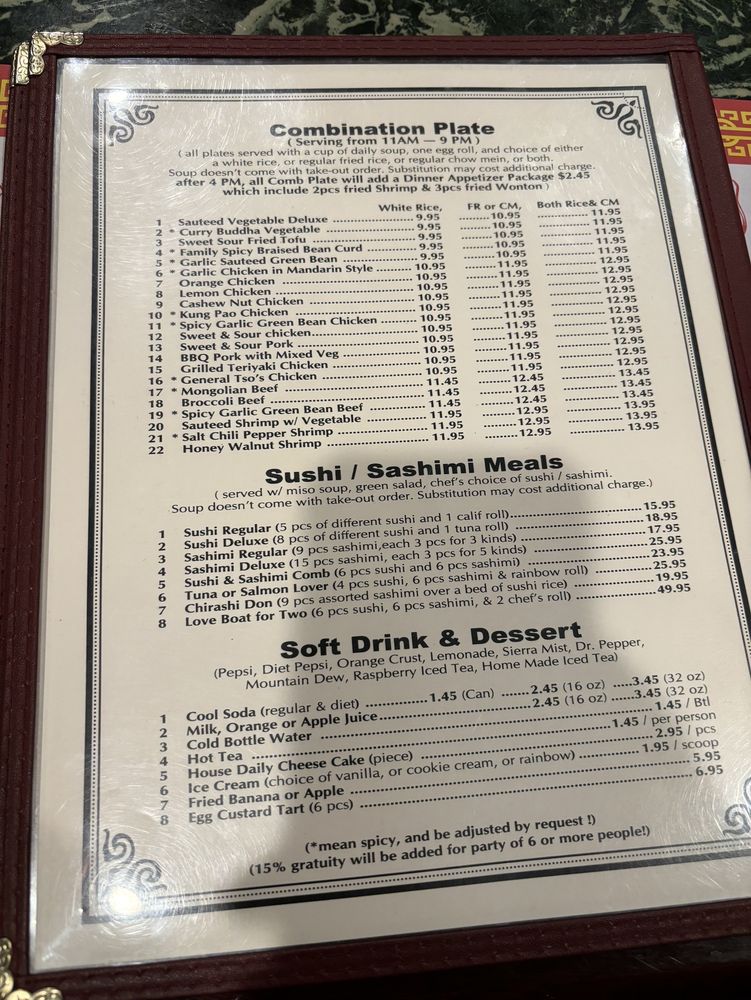 Combination Plate
( Serving from 11AM — 9 PM )
( all plates served with a cup of daily soup, one egg roll, and choice of either
a white rice, or regular fried rice, or regular chow mein, or both.
Soup doesn't come with take-out order. Substitution may cost additional charge.
after 4 PM, all Comb Plate will add a Dinner Appetizer Package $2.45
which include 2pcs fried Shrimp & 3pcs fried Wonton )
White Rice, FR or CM, Both Rice& CM
1 Sauteed Vegetable Deluxe ........ 9.95 ........ 10.95 ........ 11.95
2 * Curry Buddha Vegetable ........ 9.95 ........ 10.95 ........ 11.95
3 Sweet Sour Fried Tofu ........ 9.95 ........ 10.95 ........ 11.95
4 * Family Spicy Braised Bean Curd ........ 9.95 ........ 10.95 ........ 11.95
5 * Garlic Sauteed Green Bean ........ 9.95 ........ 10.95 ........ 11.95
6 * Garlic Chicken in Mandarin Style ........ 10.95 ........ 11.95 ........ 12.95
7 Orange Chicken ........ 10.95 ........ 11.95 ........ 12.95
8 Lemon Chicken ........ 10.95 ........ 11.95 ........ 12.95
9 Cashew Nut Chicken ........ 10.95 ........ 11.95 ........ 12.95
10 * Kung Pao Chicken ........ 10.95 ........ 11.95 ........ 12.95
11 * Spicy Garlic Green Bean Chicken ........ 10.95 ........ 11.95 ........ 12.95
12 Sweet & Sour chicken ........ 10.95 ........ 11.95 ........ 12.95
13 Sweet & Sour Pork ........ 10.95 ........ 11.95 ........ 12.95
14 BBQ Pork with Mixed Veg ........ 10.95 ........ 11.95 ........ 12.95
15 Grilled Teriyaki Chicken ........ 10.95 ........ 11.95 ........ 12.95
16 * General Tso's Chicken ........ 10.95 ........ 11.95 ........ 12.95
17 * Mongolian Beef ........ 11.45 ........ 12.45 ........ 13.45
18 Broccoli Beef ........ 11.45 ........ 12.45 ........ 13.45
19 * Spicy Garlic Green Bean Beef ........ 11.45 ........ 12.45 ........ 13.45
20 Sauteed Shrimp w/ Vegetable ........ 11.95 ........ 12.95 ........ 13.95
21 * Salt Chili Pepper Shrimp ........ 11.95 ........ 12.95 ........ 13.95
22 Honey Walnut Shrimp ........ 11.95 ........ 12.95 ........ 13.95
Sushi / Sashimi Meals
( served w/ miso soup, green salad, chef's choice of sushi / sashimi.
Soup doesn't come with take-out order. Substitution may cost additional charge.)
1 Sushi Regular (5 pcs of different sushi and 1 calif roll) ........ 15.95
2 Sushi Deluxe (8 pcs of different sushi and 1 tuna roll) ........ 18.95
3 Sashimi Regular (9 pcs sashimi,each 3 pcs for 3 kinds) ........ 17.95
4 Sashimi Deluxe (15 pcs sashimi, each 3 pcs for 5 kinds) ........ 25.95
5 Sushi & Sashimi Comb (6 pcs sushi and 6 pcs sashimi) ........ 23.95
6 Tuna or Salmon Lover (4 pcs sushi, 6 pcs sashimi & rainbow roll) ........ 25.95
7 Chirashi Don (9 pcs assorted sashimi over a bed of sushi rice) ........ 19.95
8 Love Boat for Two (6 pcs sushi, 6 pcs sashimi, & 2 chef's roll) ........ 49.95
Soft Drink & Dessert
(Pepsi, Diet Pepsi, Orange Crust, Lemonade, Sierra Mist, Dr. Pepper,
Mountain Dew, Raspberry Iced Tea, Home Made Iced Tea)
1 Cool Soda (regular & diet) ........ 1.45 (Can) ....... 2.45 (16 oz) ..... 3.45 (32 oz)
2 Milk, Orange or Apple Juice ........ 2.45 (16 oz) ..... 3.45 (32 oz)
3 Cold Bottle Water ........ 1.45 / Btl
4 Hot Tea ........ 1.45 / per person
5 House Daily Cheese Cake (piece) ........ 2.95 / pcs
6 Ice Cream (choice of vanilla, or cookie cream, or rainbow) ........ 1.95 / scoop
7 Fried Banana or Apple ........ 5.95
8 Egg Custard Tart (6 pcs) ........ 6.95
(*mean spicy, and be adjusted by request !)
(15% gratuity will be added for party of 6 or more people!)